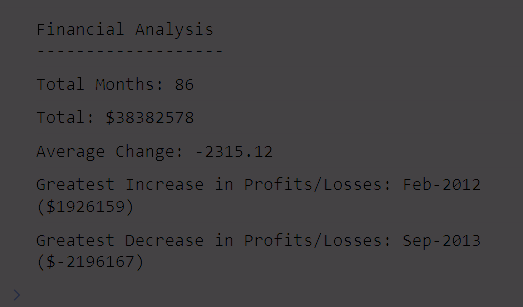 Financial Analysis
-------------------
Total Months: 86
Total: $38382578
Average Change: -2315.12
Greatest Increase in Profits/Losses: Feb-2012
($1926159)
Greatest Decrease in Profits/Losses: Sep-2013
($-2196167)
>